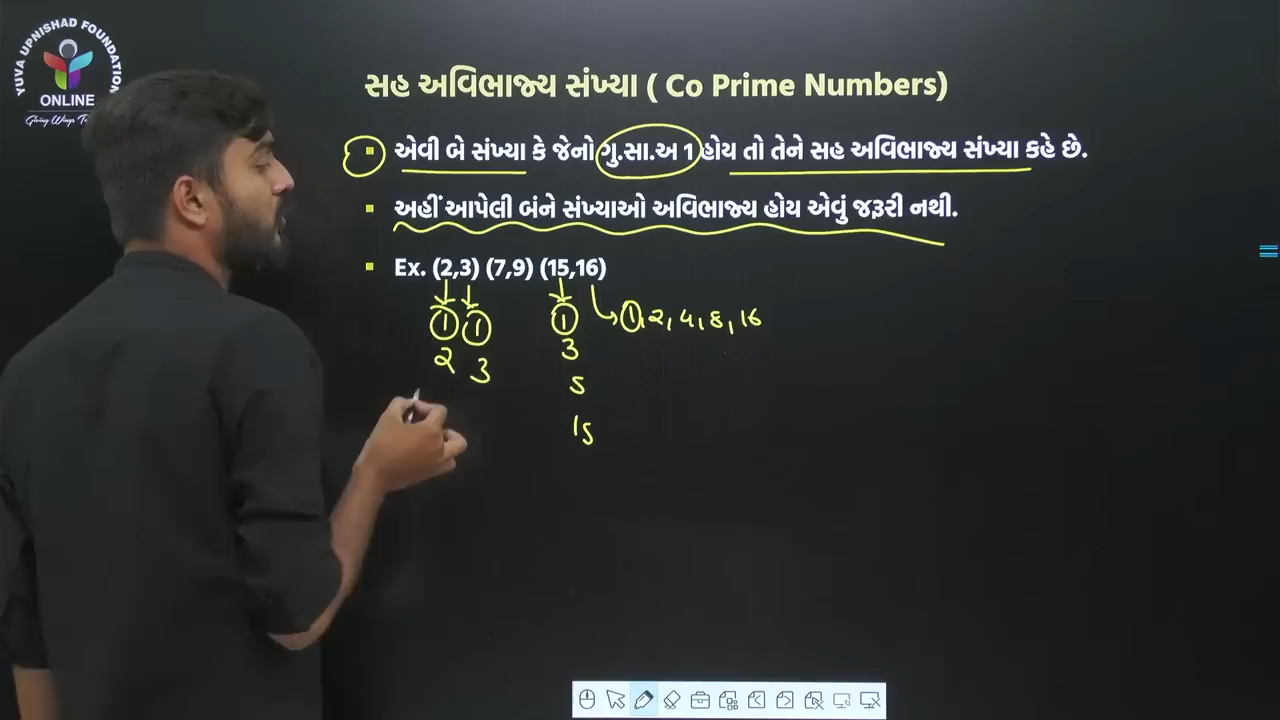 YUVA UPNISHAD FOUNDATION
ONLINE
સહ અવિભાજ્ય સંખ્યા ( Co Prime Numbers)
▪ એવી બે સંખ્યા કે જેનો ગુ.સા.અ 1 હોય તો તેને સહ અવિભાજ્ય સંખ્યા કહે છે.
▪ અહીં આપેલી બંને સંખ્યાઓ અવિભાજ્ય હોય એવું જરૂરી નથી.
▪ Ex. (2,3) (7,9) (15,16)
1 1 1 1, ૨, 4, 8, 16
૨ 3 3
5
15